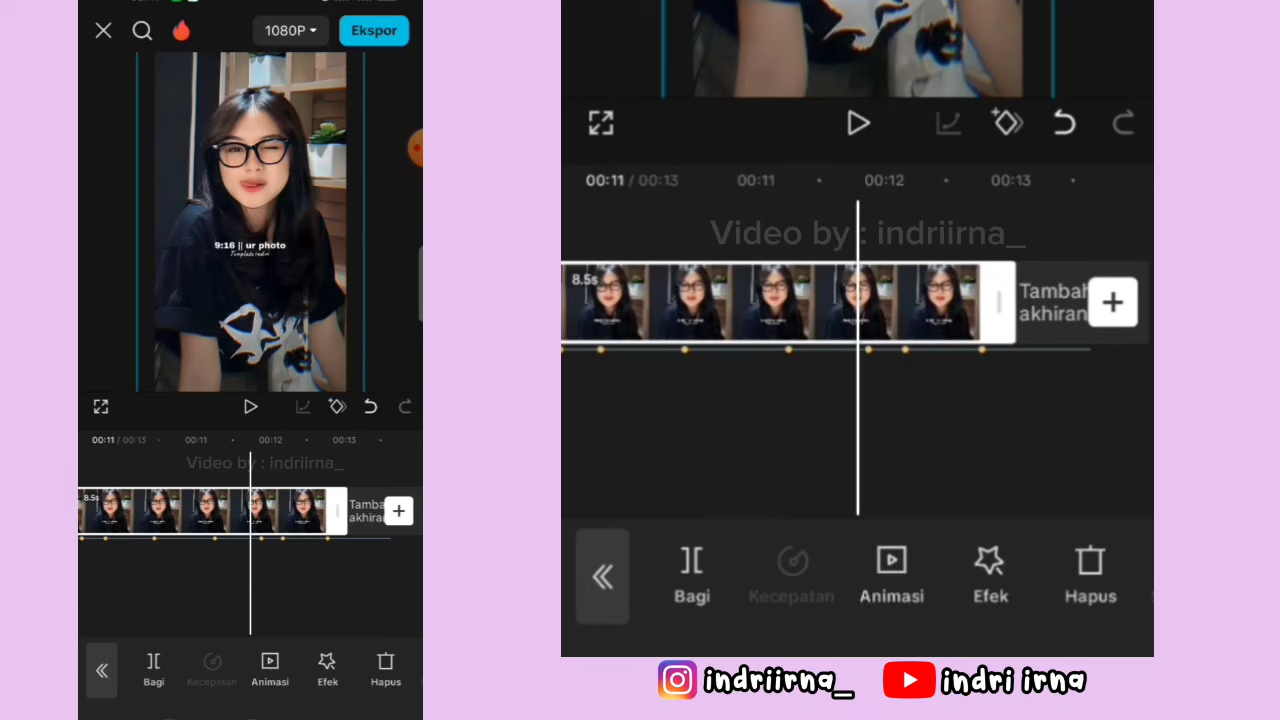 1080P
Ekspor
9:16 || ur photo
Template indri
00:11 / 00:13 00:11 00:12 00:13
Video by : indriirna_
8.5s
Tamba
akhiran
Bagi Kecepatan Animasi Efek Hapus
00:11 / 00:13 00:11 00:12 00:13
Video by : indriirna_
8.5s
Tambah
akhiran
Bagi Kecepatan Animasi Efek Hapus
indriirna_ indri irna